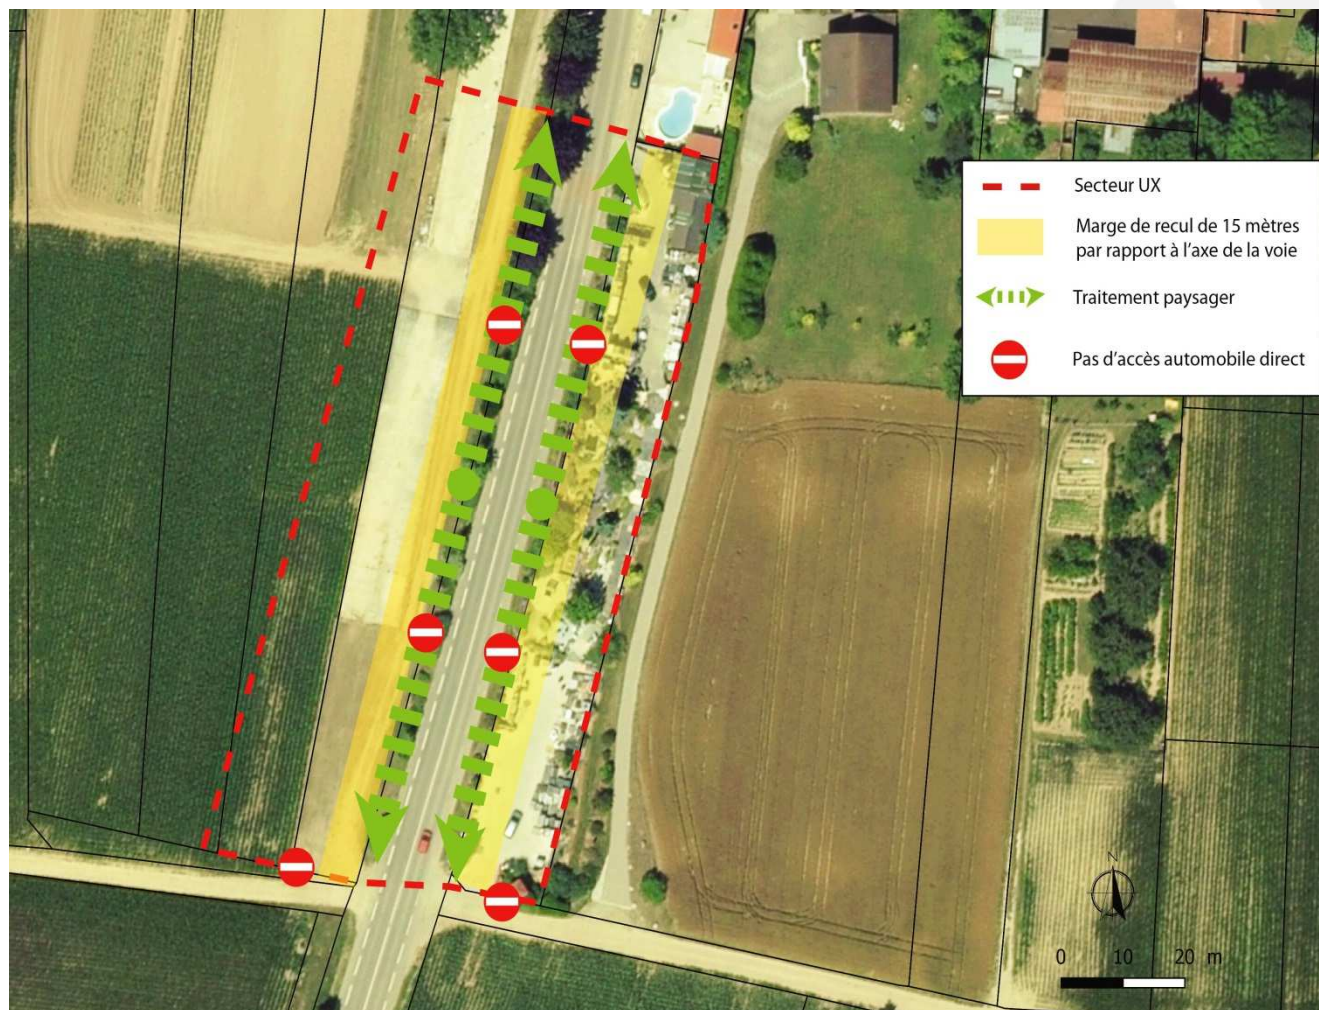 Secteur UX
Marge de recul de 15 mètres
par rapport à l'axe de la voie
Traitement paysager
Pas d'accès automobile direct
N
0 10 20 m